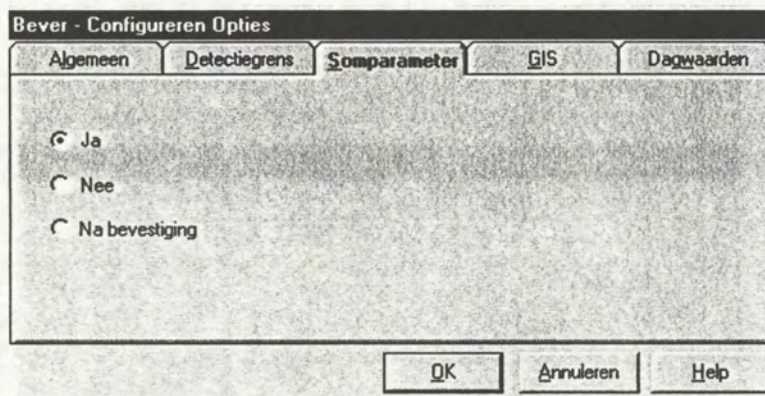 Bever - Configureren Opties
Algemeen Detectiegrens Somparameter GIS Dagwaarden
Ja
Nee
Na bevestiging
OK Annuleren Help